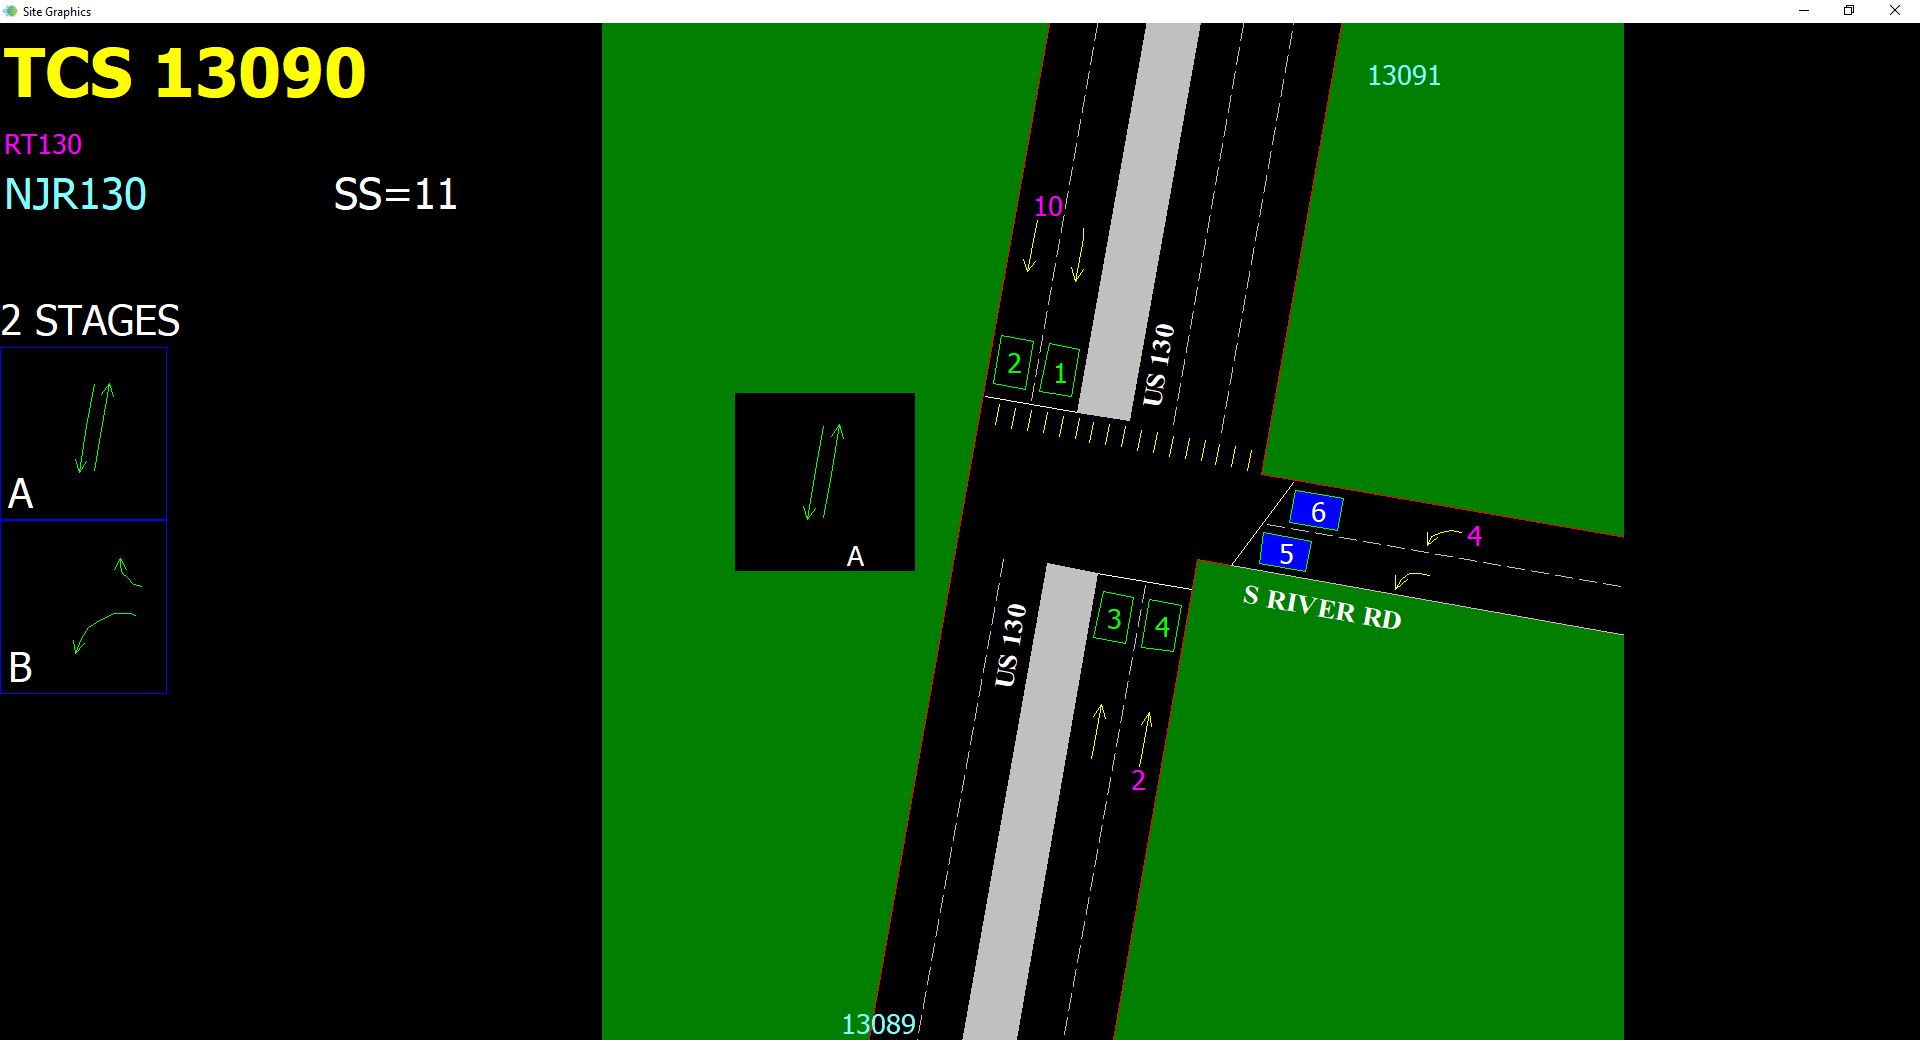 Site Graphics
TCS 13090
RT130
NJR130 SS=11
2 STAGES
A
B
A
13091
10
2 1
US 130
6
5
4
S RIVER RD
US 130
3 4
2
13089